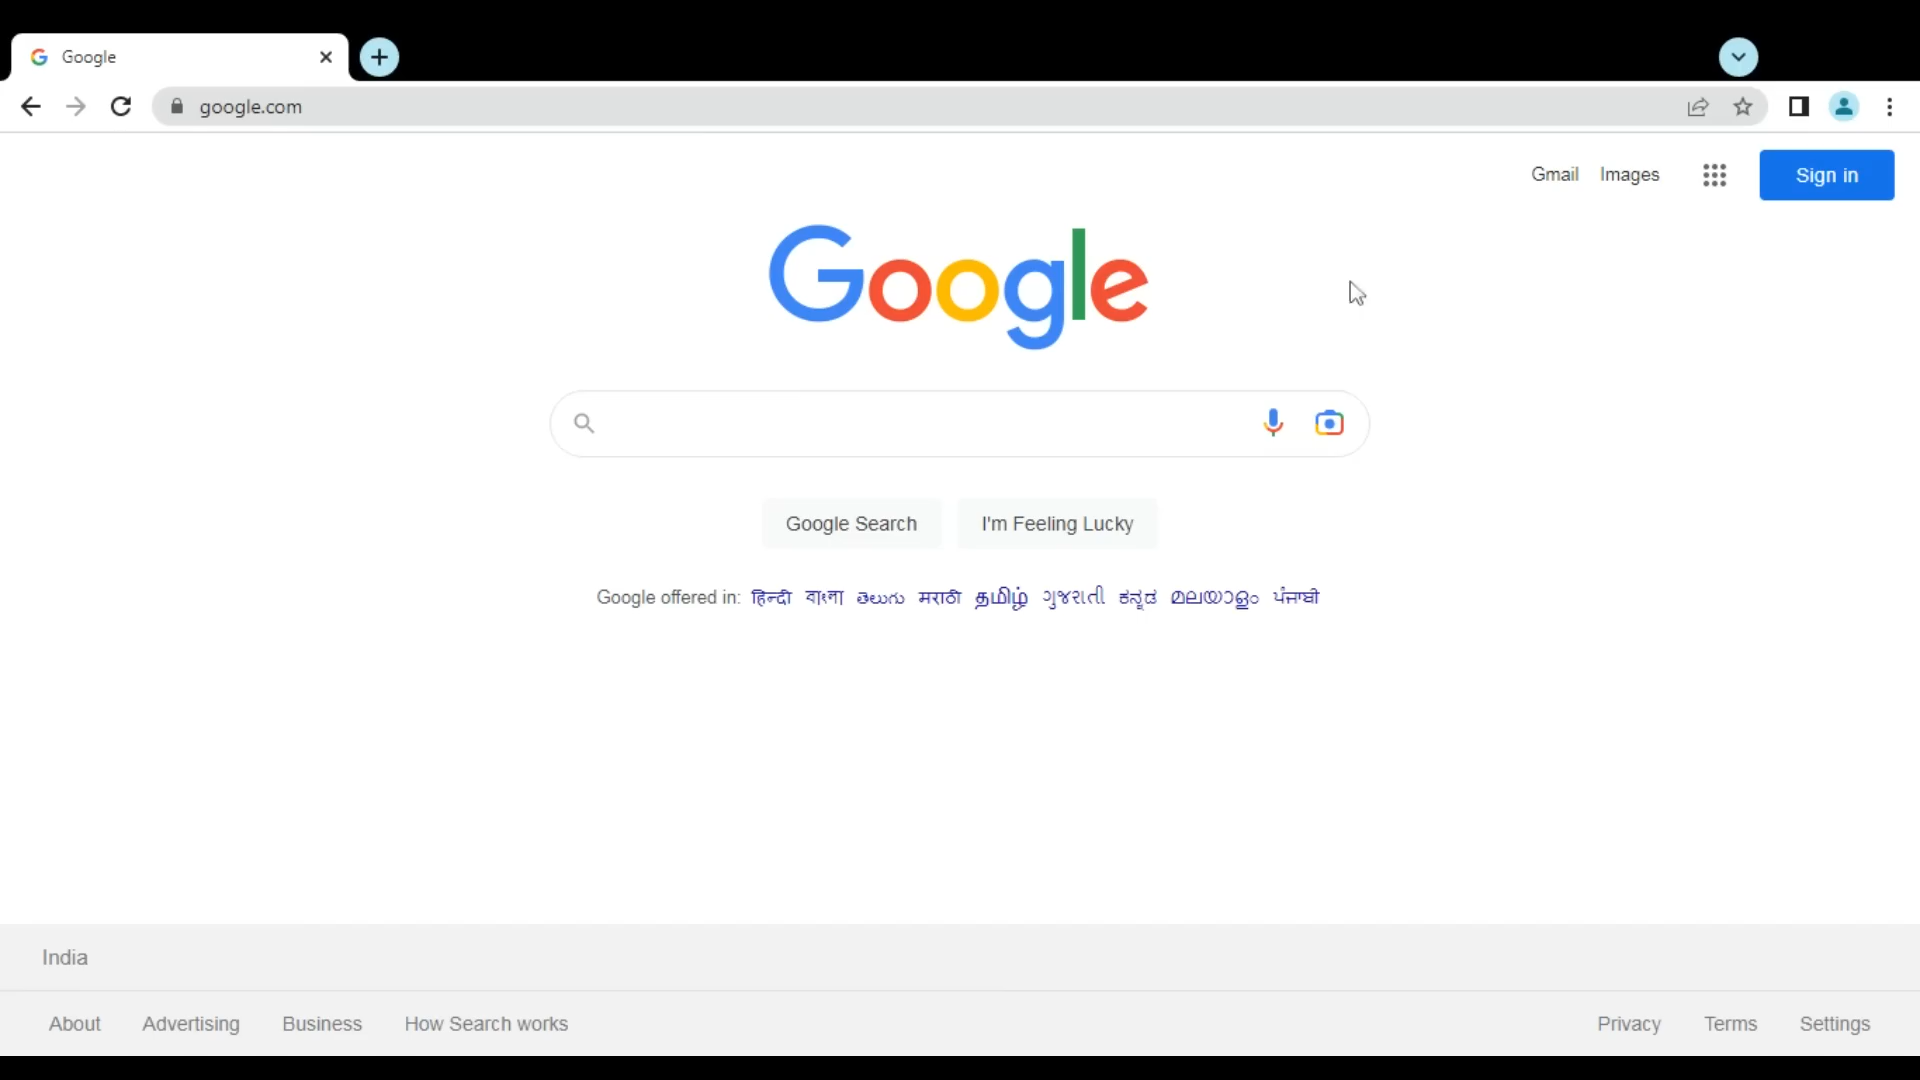 Google
google.com
Gmail Images Sign in
Google
Google Search I'm Feeling Lucky
Google offered in: हिन्दी বাংলা తెలుగు मराठी தமிழ் ગુજરાતી ಕನ್ನಡ മലയാളം ਪੰਜਾਬੀ
India
About Advertising Business How Search works Privacy Terms Settings